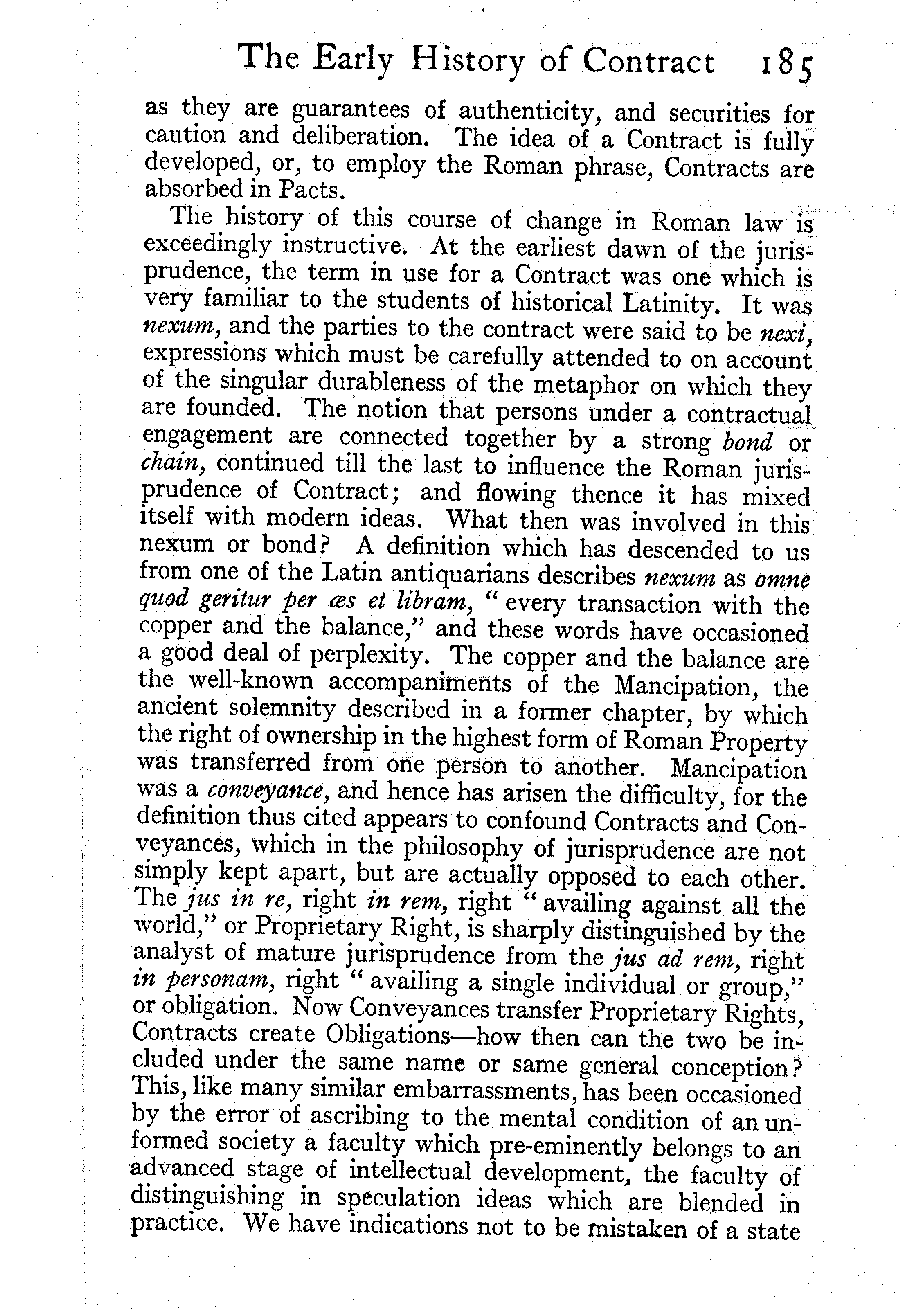 The Early History of Contract 185
as they are guarantees of authenticity, and securities for
caution and deliberation. The idea of a Contract is fully
developed, or, to employ the Roman phrase, Contracts are
absorbed in Pacts.
The history of this course of change in Roman law is
exceedingly instructive. At the earliest dawn of the juris-
prudence, the term in use for a Contract was one which is
very familiar to the students of historical Latinity. It was
nexum, and the parties to the contract were said to be nexi,
expressions which must be carefully attended to on account
of the singular durableness of the metaphor on which they
are founded. The notion that persons under a contractual
engagement are connected together by a strong bond or
chain, continued till the last to influence the Roman juris-
prudence of Contract; and flowing thence it has mixed
itself with modern ideas. What then was involved in this
nexum or bond? A definition which has descended to us
from one of the Latin antiquarians describes nexum as omne
quod geritur per æs et libram, “ every transaction with the
copper and the balance,” and these words have occasioned
a good deal of perplexity. The copper and the balance are
the well-known accompaniments of the Mancipation, the
ancient solemnity described in a former chapter, by which
the right of ownership in the highest form of Roman Property
was transferred from one person to another. Mancipation
was a conveyance, and hence has arisen the difficulty, for the
definition thus cited appears to confound Contracts and Con-
veyances, which in the philosophy of jurisprudence are not
simply kept apart, but are actually opposed to each other.
The jus in re, right in rem, right “ availing against all the
world,” or Proprietary Right, is sharply distinguished by the
analyst of mature jurisprudence from the jus ad rem, right
in personam, right “ availing a single individual or group,”
or obligation. Now Conveyances transfer Proprietary Rights,
Contracts create Obligations—how then can the two be in-
cluded under the same name or same general conception?
This, like many similar embarrassments, has been occasioned
by the error of ascribing to the mental condition of an un-
formed society a faculty which pre-eminently belongs to an
advanced stage of intellectual development, the faculty of
distinguishing in speculation ideas which are blended in
practice. We have indications not to be mistaken of a state